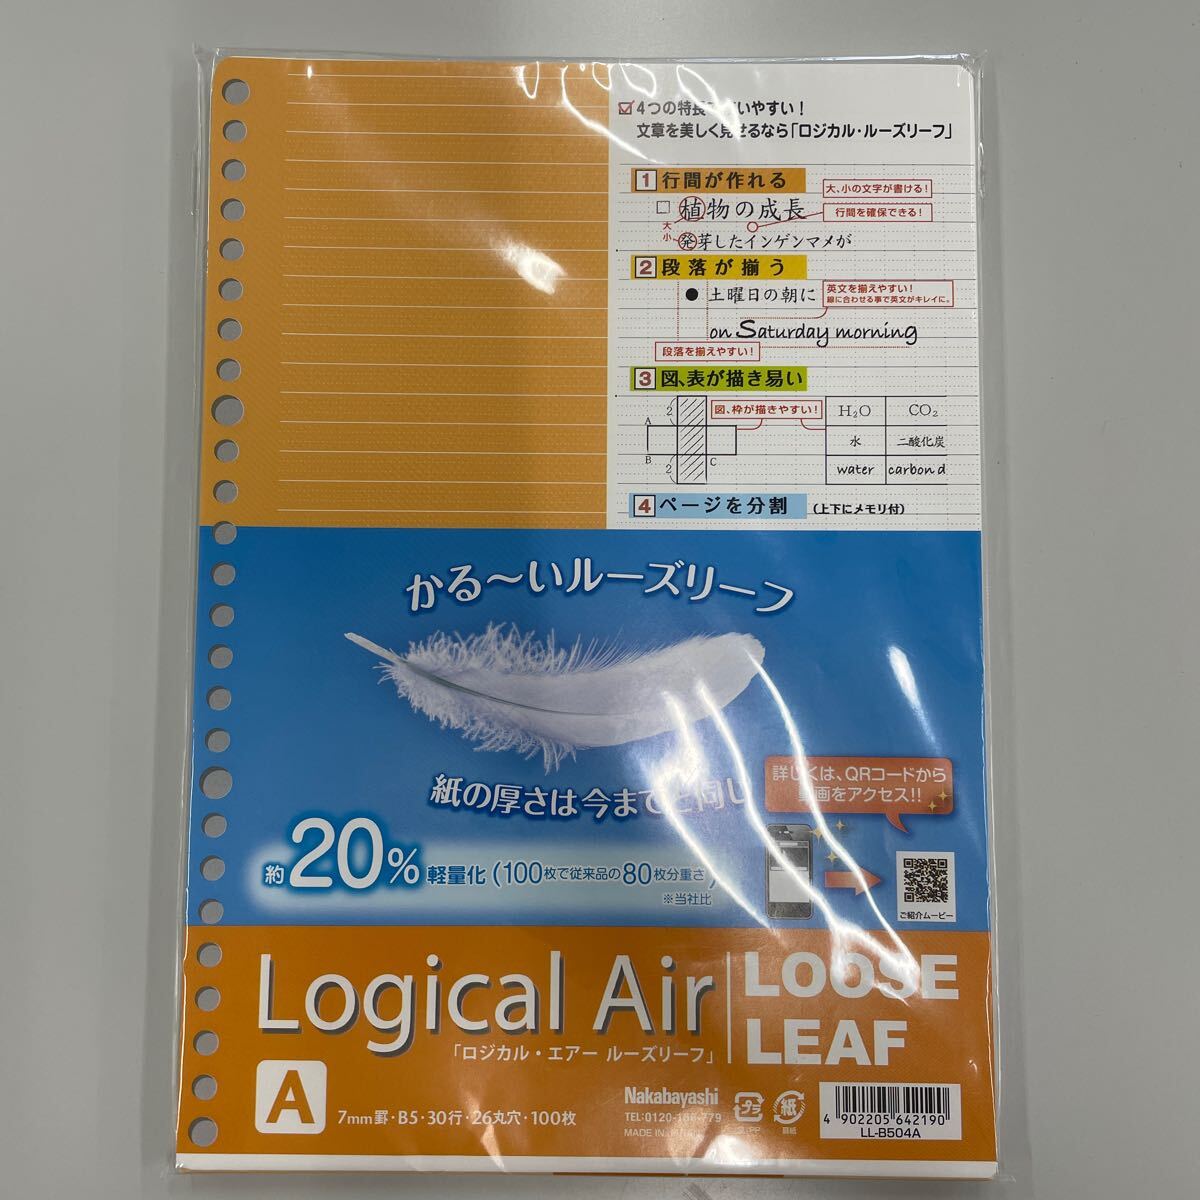 4つの特長 いやすい！
文章を美しく見せるなら「ロジカル・ルーズリーフ」
1 行間が作れる
大、小の文字が書ける！
植物の成長
行間を確保できる！
大
小
発芽したインゲンマメが
2 段落が揃う
● 土曜日の朝に
英文を揃えやすい！
線に合わせる事で英文がキレイに。
on Saturday morning
段落を揃えやすい！
3 図、表が描き易い
2
図、枠が描きやすい！
H₂O CO₂
A
水 二酸化炭
B
C
2
water carbon d
4 ページを分割 (上下にメモリ付)
かる〜いルーズリーフ
紙の厚さは今までと同じ
詳しくは、QRコードから
動画をアクセス!!
約20%軽量化(100枚で従来品の80枚分重さ)
※当社比
ご紹介ムービー
Logical Air
LOOSE
LEAF
「ロジカル・エアー ルーズリーフ」
A
7mm罫・B5・30行・26丸穴・100枚
Nakabayashi
TEL:0120-166-779
MADE IN
プラ
PP
紙
4 902205 642190
LL-B504A